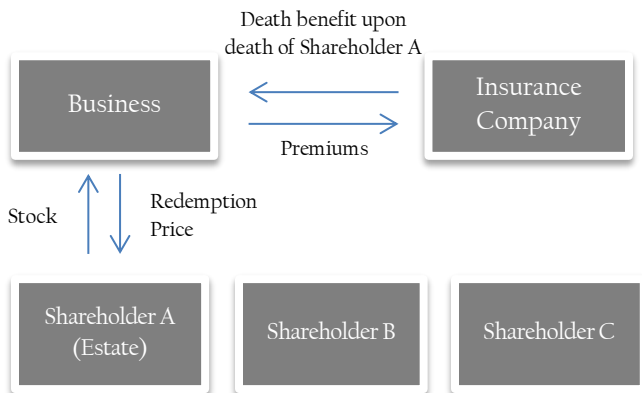 Death benefit upon
death of Shareholder A
Business
Insurance
Company
Premiums
Stock
Redemption
Price
Shareholder A
(Estate)
Shareholder B
Shareholder C